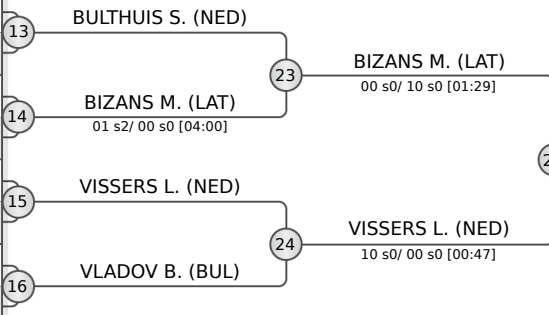 BULTHUIS S. (NED)
13
23
BIZANS M. (LAT)
00 s0/ 10 s0 [01:29]
BIZANS M. (LAT)
14
01 s2/ 00 s0 [04:00]
2
VISSERS L. (NED)
15
24
VISSERS L. (NED)
10 s0/ 00 s0 [00:47]
VLADOV B. (BUL)
16